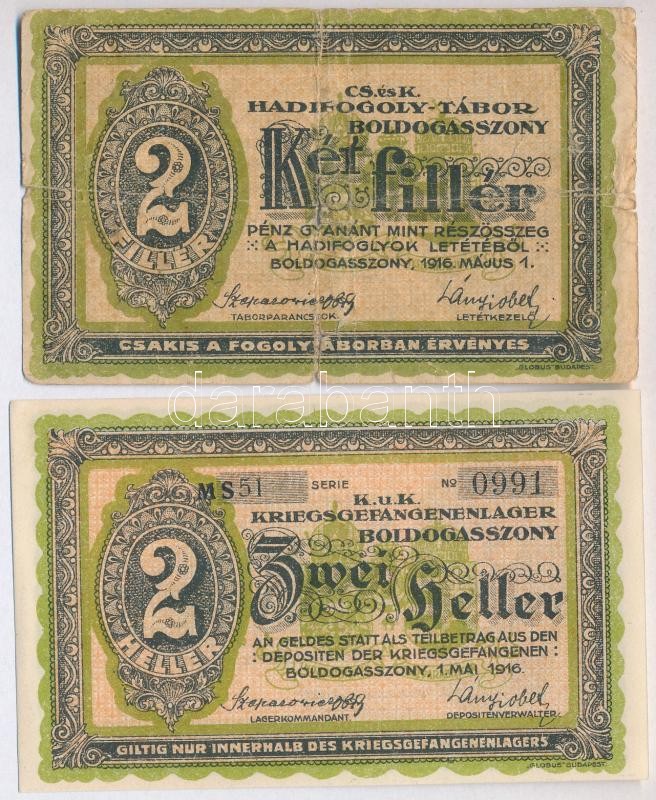 CS. és K.
HADIFOGOLY-TÁBOR
BOLDOGASSZONY
Két fillér
2
FILLÉR
PÉNZ GYANÁNT MINT RÉSZÖSSZEG
A HADIFOGLYOK LETÉTÉBŐL
BOLDOGASSZONY, 1916. MÁJUS 1.
TÁBORPARANCSNOK. LETÉTKEZELŐ.
CSAKIS A FOGOLYTÁBORBAN ÉRVÉNYES
"GLOBUS" BUDAPEST.
darabanth
MS51 SERIE No 0991
K.u.K.
KRIEGSGEFANGENENLAGER
BOLDOGASSZONY
Zwei Heller
2
HELLER
AN GELDES STATT ALS TEILBETRAG AUS DEN
: DEPOSITEN DER KRIEGSGEFANGENEN :
BOLDOGASSZONY, 1. MAI 1916.
LAGERKOMMANDANT DEPOSITENVERWALTER
GILTIG NUR INNERHALB DES KRIEGSGEFANGENENLAGERS
"GLOBUS" BUDAPEST.